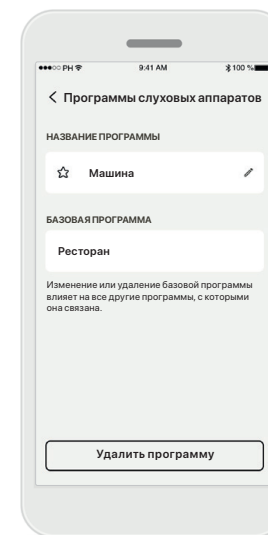 ●●●○○ PH 9:41 AM 100 %
Программы слуховых аппаратов
НАЗВАНИЕ ПРОГРАММЫ
Машина
БАЗОВАЯ ПРОГРАММА
Ресторан
Изменение или удаление базовой программы
влияет на все другие программы, с которыми
она связана.
Удалить программу